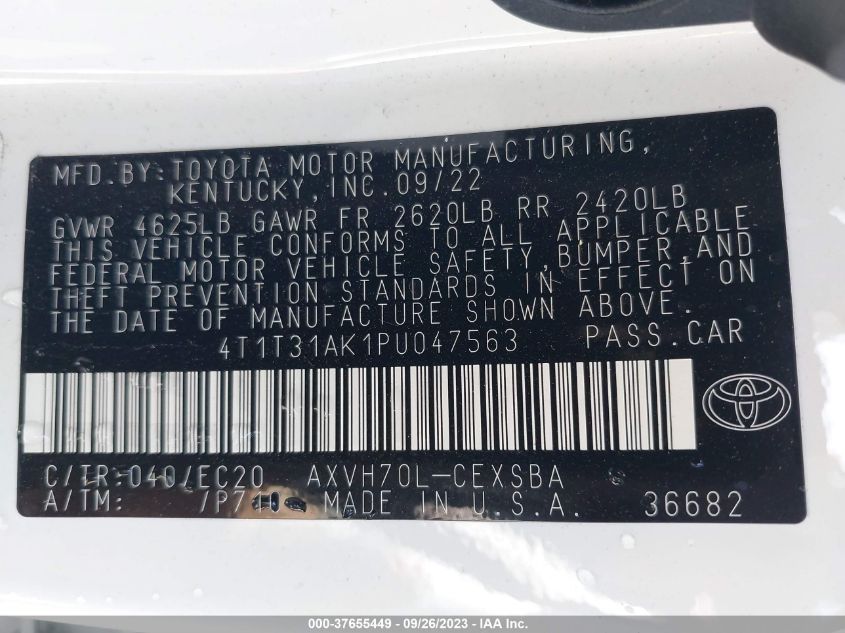 MFD.BY:TOYOTA MOTOR MANUFACTURING,
KENTUCKY,INC.09/22
GVWR 4625LB GAWR FR 2620LB RR 2420LB
THIS VEHICLE CONFORMS TO ALL APPLICABLE
FEDERAL MOTOR VEHICLE SAFETY,BUMPER,AND
THEFT PREVENTION STANDARDS IN EFFECT ON
THE DATE OF MANUFACTURE SHOWN ABOVE.
4T1T31AK1PU047563 PASS.CAR
C/TR:040/EC20 AXVH70L-CEXSBA
A/TM: /P710 MADE IN U.S.A. 36682
000-37655449 - 09/26/2023 - IAA Inc.